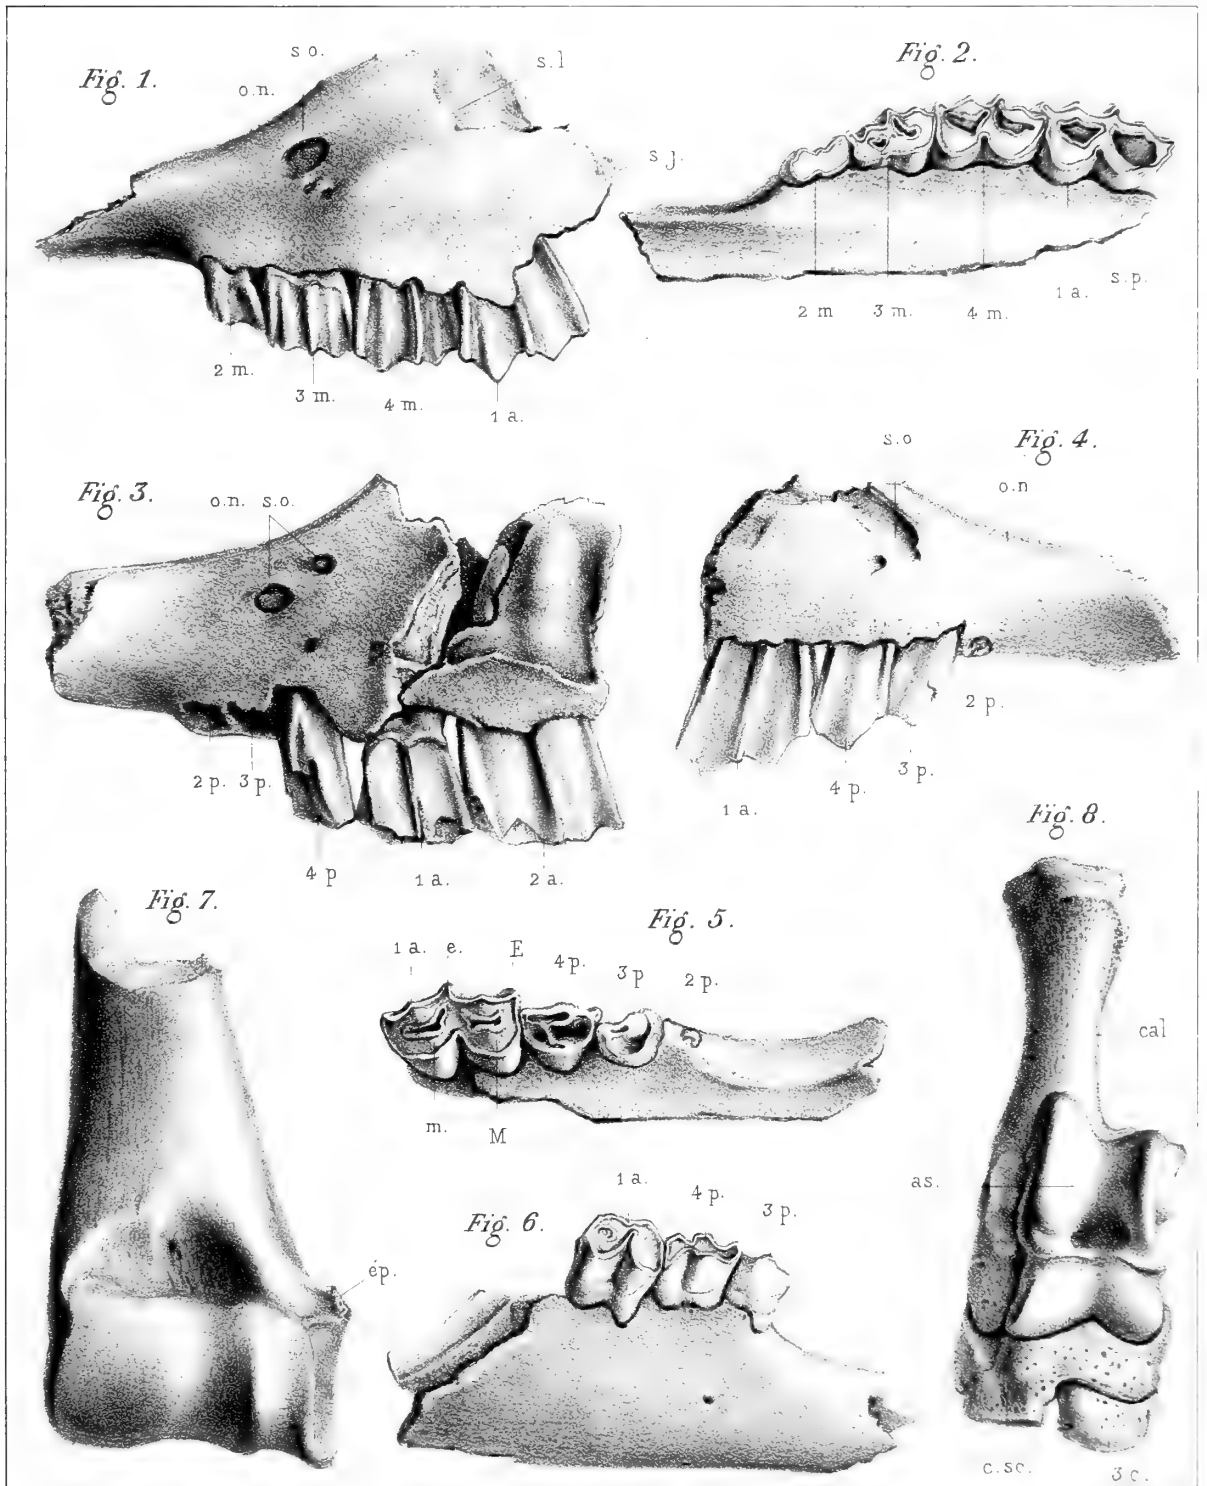 Fig. 1.
s o.
o.n.
s.l
s j.
2 m.
3 m.
4 m.
1 a.
Fig. 2.
2 m
3 m.
4 m.
1 a.
s.p.
Fig. 3.
o.n. s.o.
2 p. 3 p.
4 p
1 a.
2 a.
Fig. 4.
s.o
o.n
2 p.
3 p.
4 p.
1 a.
Fig. 7.
ép.
Fig. 5.
1 a. e. E 4 p. 3 p 2 p.
m. M
Fig. 6.
1 a.
4 p.
3 p.
Fig. 8.
cal
as.
c.sc.
3 c.